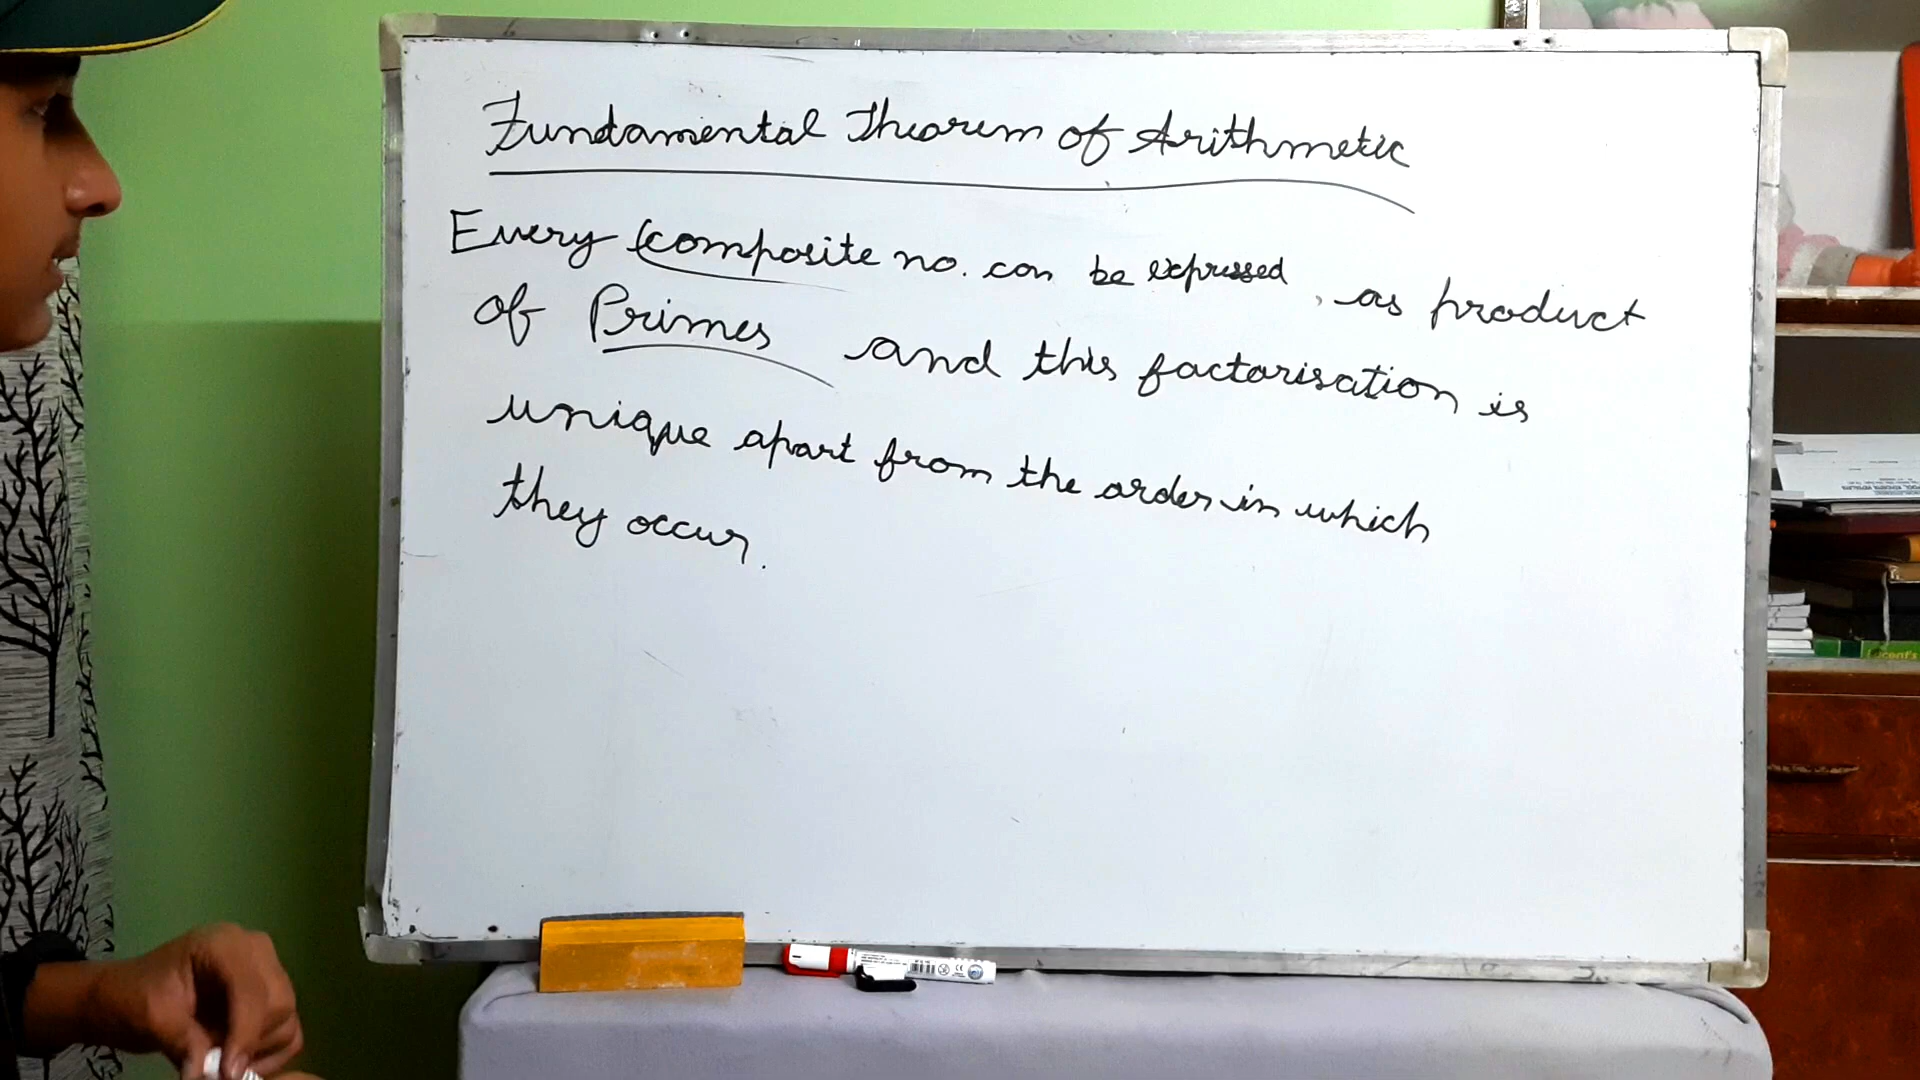 Fundamental Theorem of Arithmetic
Every composite no. can be expressed, as product
of Primes and this factorisation is
unique apart from the order in which
they occur.